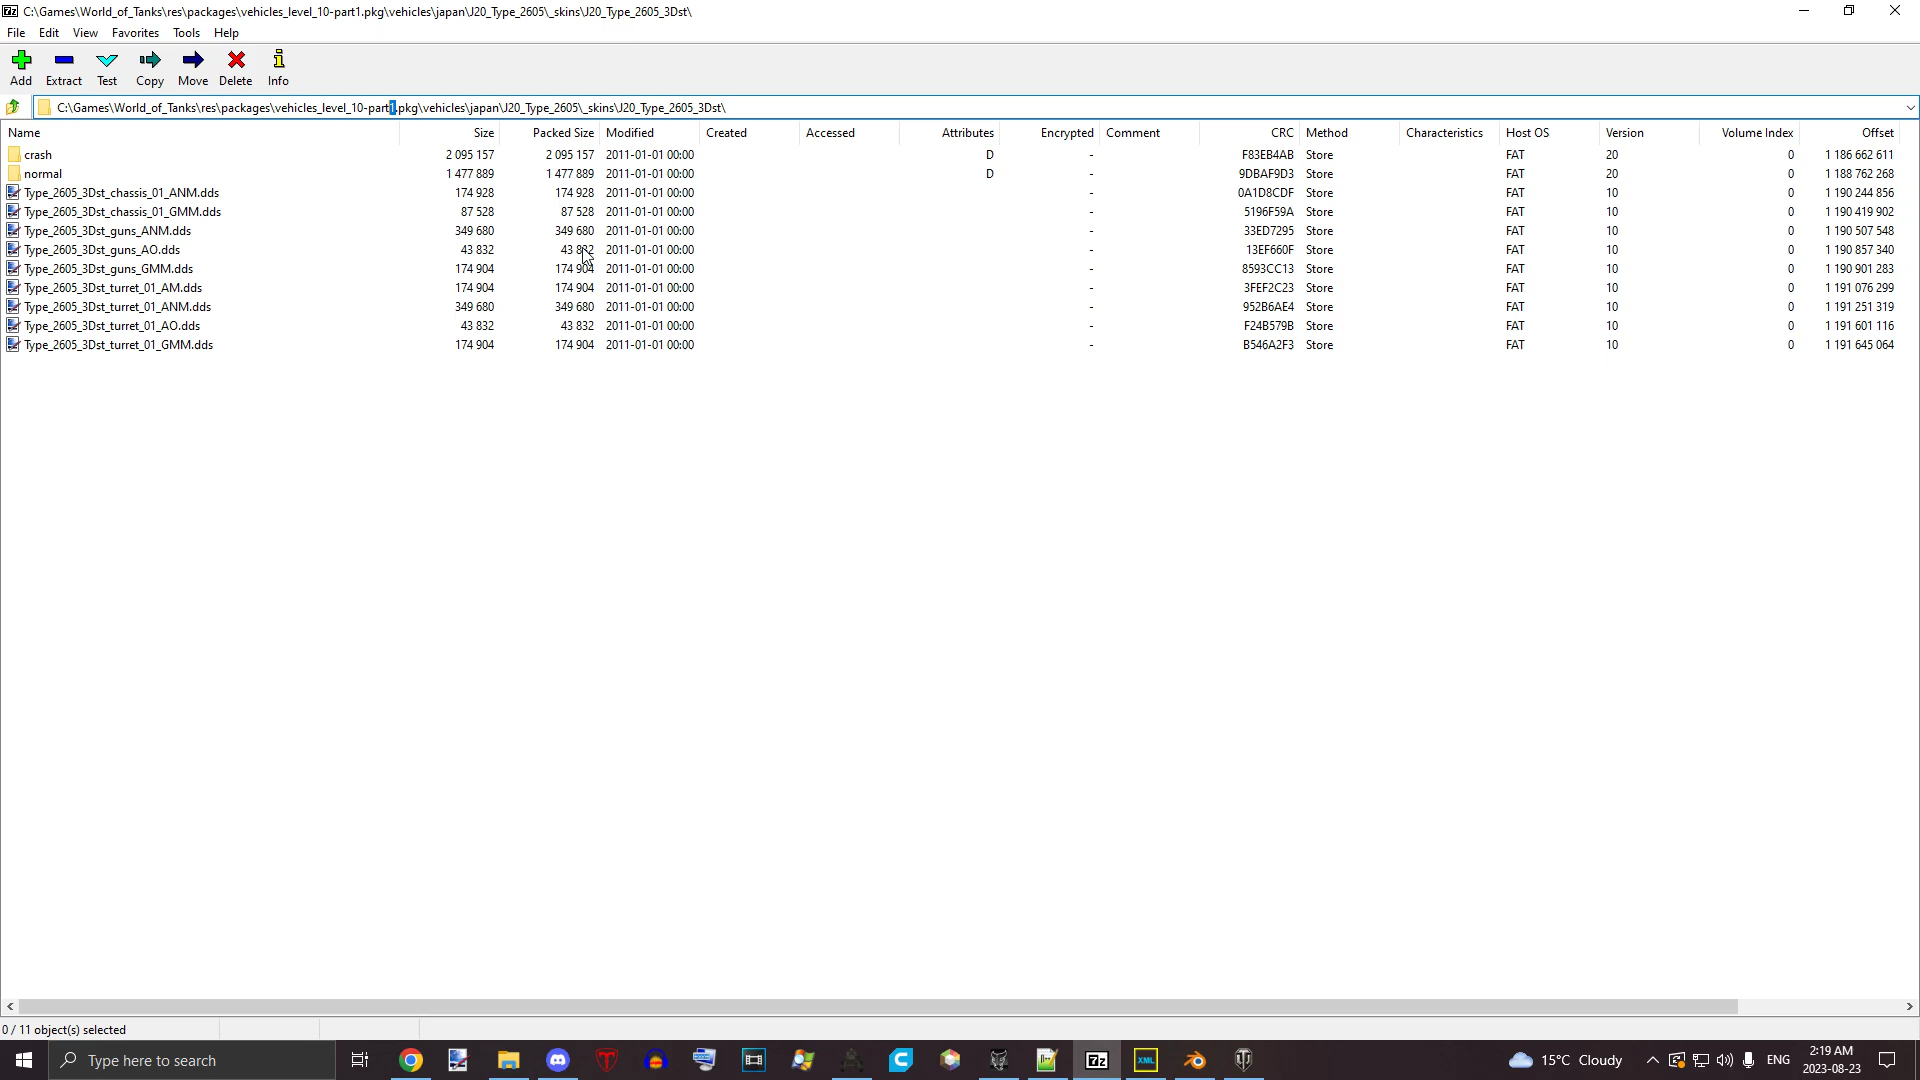 C:\Games\World_of_Tanks\res\packages\vehicles_level_10-part1.pkg\vehicles\japan\J20_Type_2605\_skins\J20_Type_2605_3Dst\
File Edit View Favorites Tools Help
Add Extract Test Copy Move Delete Info
C:\Games\World_of_Tanks\res\packages\vehicles_level_10-part1.pkg\vehicles\japan\J20_Type_2605\_skins\J20_Type_2605_3Dst\
Name Size Packed Size Modified Created Accessed Attributes Encrypted Comment CRC Method Characteristics Host OS Version Volume Index Offset
crash 2 095 157 2 095 157 2011-01-01 00:00 D - F83EB4AB Store FAT 20 0 1 186 662 611
normal 1 477 889 1 477 889 2011-01-01 00:00 D - 9DBAF9D3 Store FAT 20 0 1 188 762 268
Type_2605_3Dst_chassis_01_ANM.dds 174 928 174 928 2011-01-01 00:00 - 0A1D8CDF Store FAT 10 0 1 190 244 856
Type_2605_3Dst_chassis_01_GMM.dds 87 528 87 528 2011-01-01 00:00 - 5196F59A Store FAT 10 0 1 190 419 902
Type_2605_3Dst_guns_ANM.dds 349 680 349 680 2011-01-01 00:00 - 33ED7295 Store FAT 10 0 1 190 507 548
Type_2605_3Dst_guns_AO.dds 43 832 43 832 2011-01-01 00:00 - 13EF660F Store FAT 10 0 1 190 857 340
Type_2605_3Dst_guns_GMM.dds 174 904 174 904 2011-01-01 00:00 - 8593CC13 Store FAT 10 0 1 190 901 283
Type_2605_3Dst_turret_01_AM.dds 174 904 174 904 2011-01-01 00:00 - 3FEF2C23 Store FAT 10 0 1 191 076 299
Type_2605_3Dst_turret_01_ANM.dds 349 680 349 680 2011-01-01 00:00 - 952B6AE4 Store FAT 10 0 1 191 251 319
Type_2605_3Dst_turret_01_AO.dds 43 832 43 832 2011-01-01 00:00 - F24B579B Store FAT 10 0 1 191 601 116
Type_2605_3Dst_turret_01_GMM.dds 174 904 174 904 2011-01-01 00:00 - B546A2F3 Store FAT 10 0 1 191 645 064
0 / 11 object(s) selected
Type here to search 7z XML 15°C Cloudy ENG 2:19 AM
2023-08-23